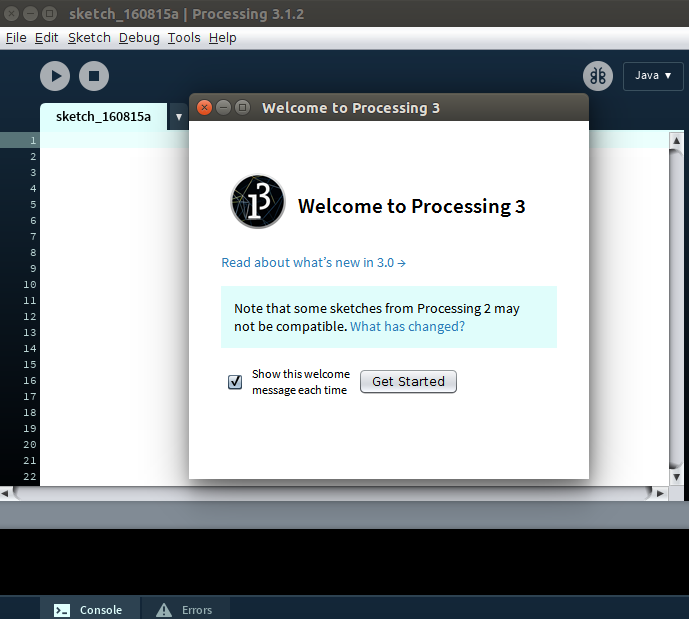 sketch_160815a | Processing 3.1.2
File Edit Sketch Debug Tools Help
Java ▼
sketch_160815a ▼
Welcome to Processing 3
1
2
3
4
5
6
7
8
9
10
11
12
13
14
15
16
17
18
19
20
21
22
3
Welcome to Processing 3
Read about what's new in 3.0 →
Note that some sketches from Processing 2 may
not be compatible. What has changed?
Show this welcome
message each time
Get Started
Console
Errors